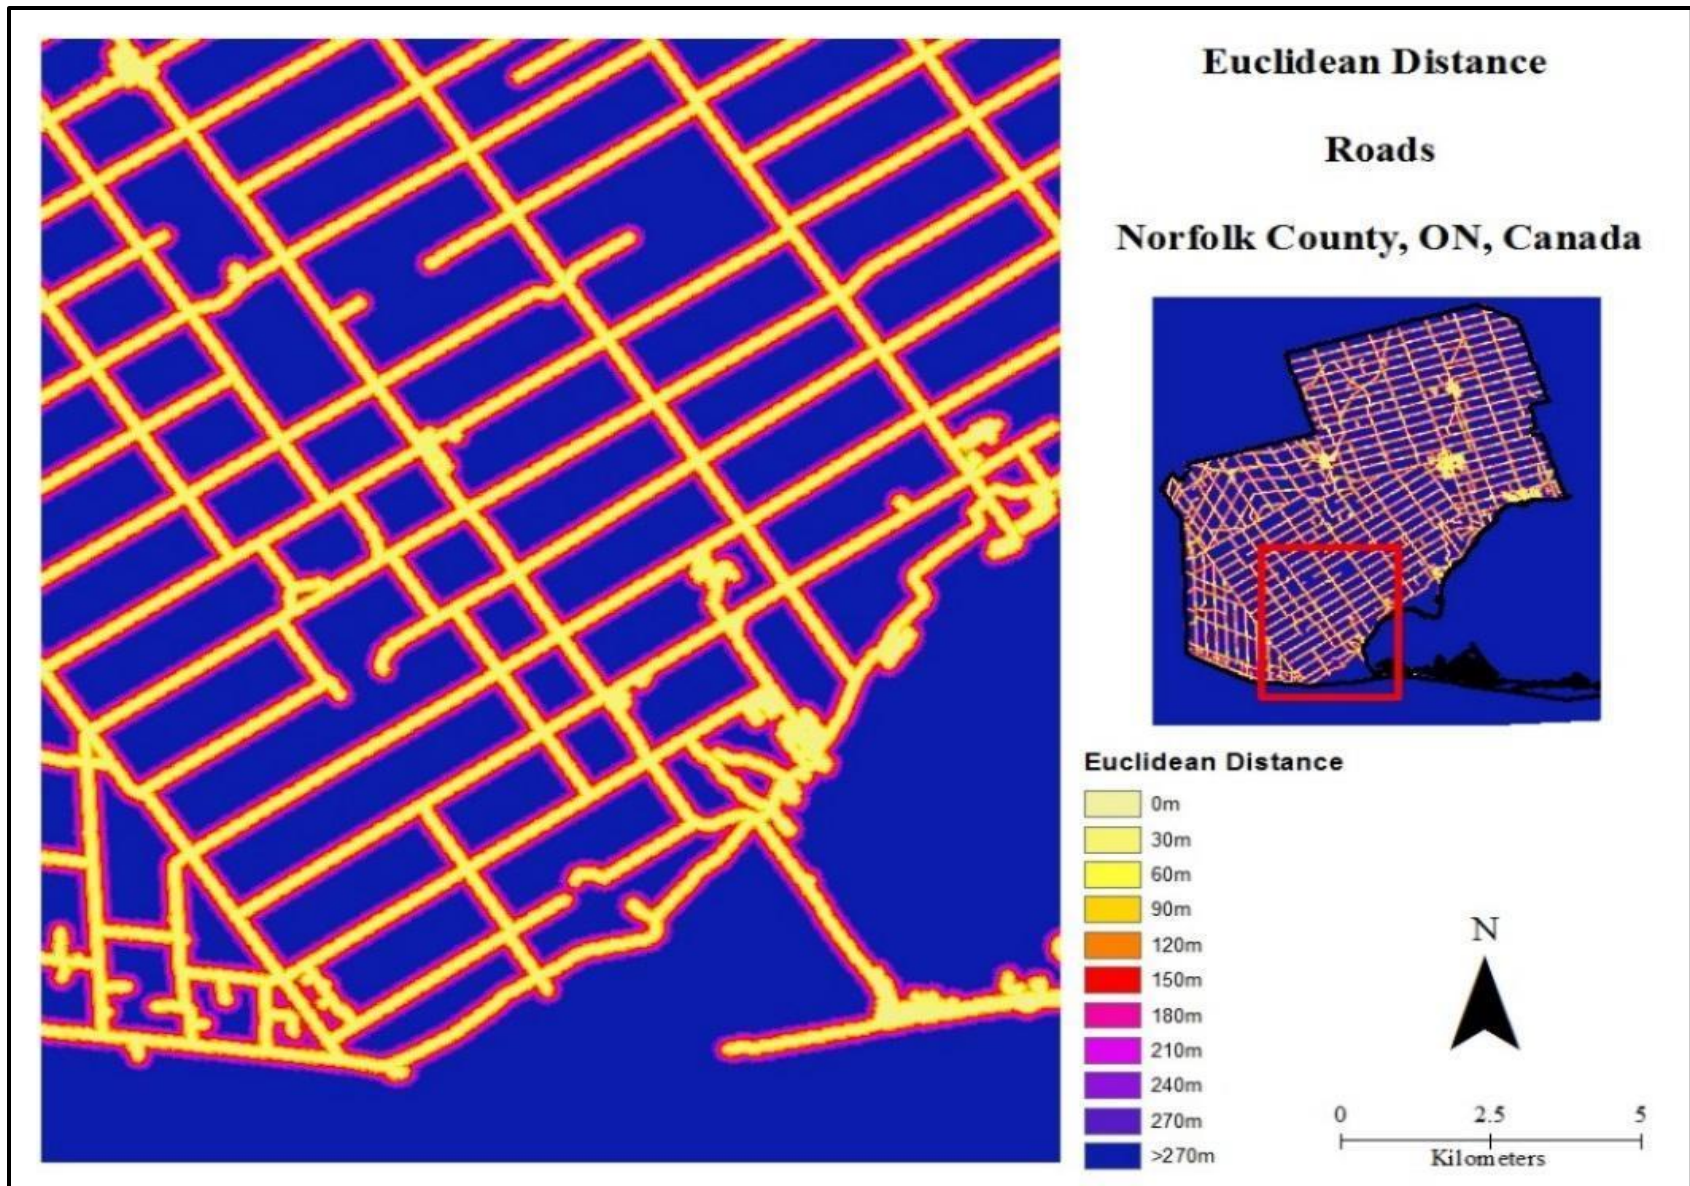 Euclidean Distance
Roads
Norfolk County, ON, Canada
Euclidean Distance
0m
30m
60m
90m
120m
150m
180m
210m
240m
270m
>270m
N
0 2.5 5
Kilometers